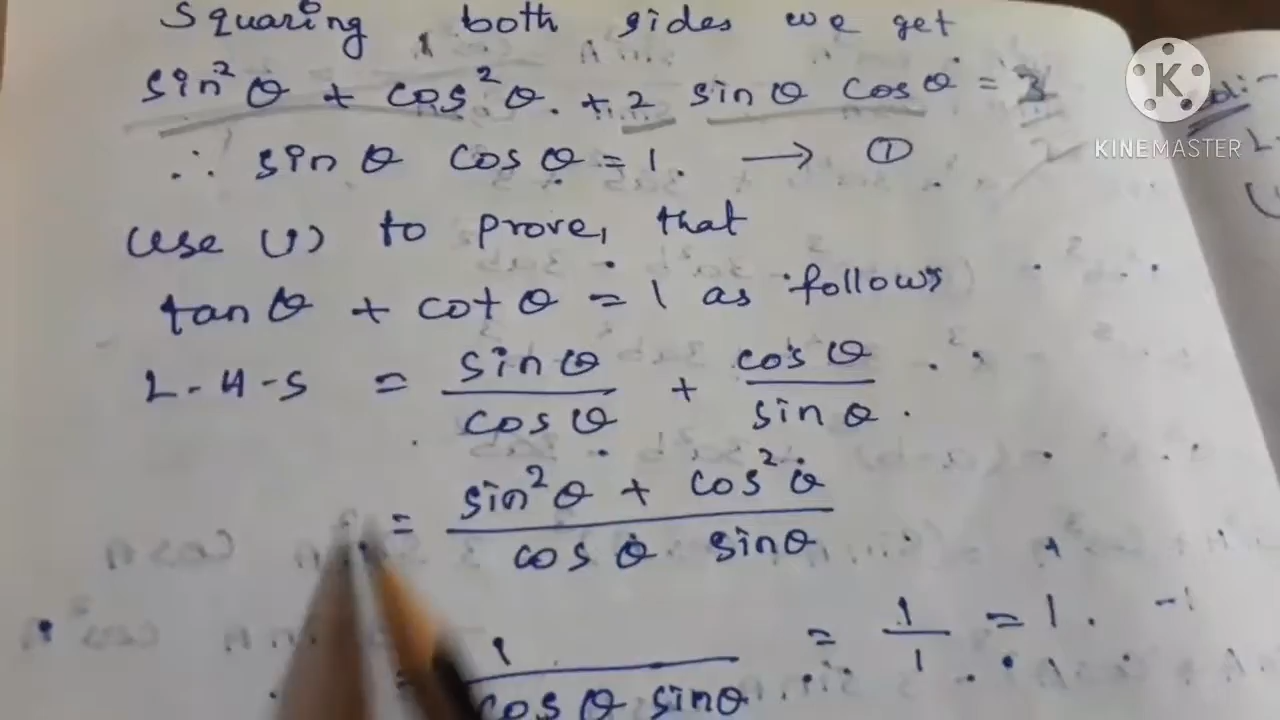 Squaring both sides we get
sin²θ + cos²θ. + 2 sinθ cosθ = 3
∴ sinθ cosθ = 1. → ①
use (1) to prove, that
tanθ + cotθ = 1 as follows
L-H-S = sinθ/cosθ + cosθ/sinθ.
= sin²θ + cos²θ / cosθ sinθ
= 1/cosθ sinθ = 1/1 = 1.
K
KINEMASTER